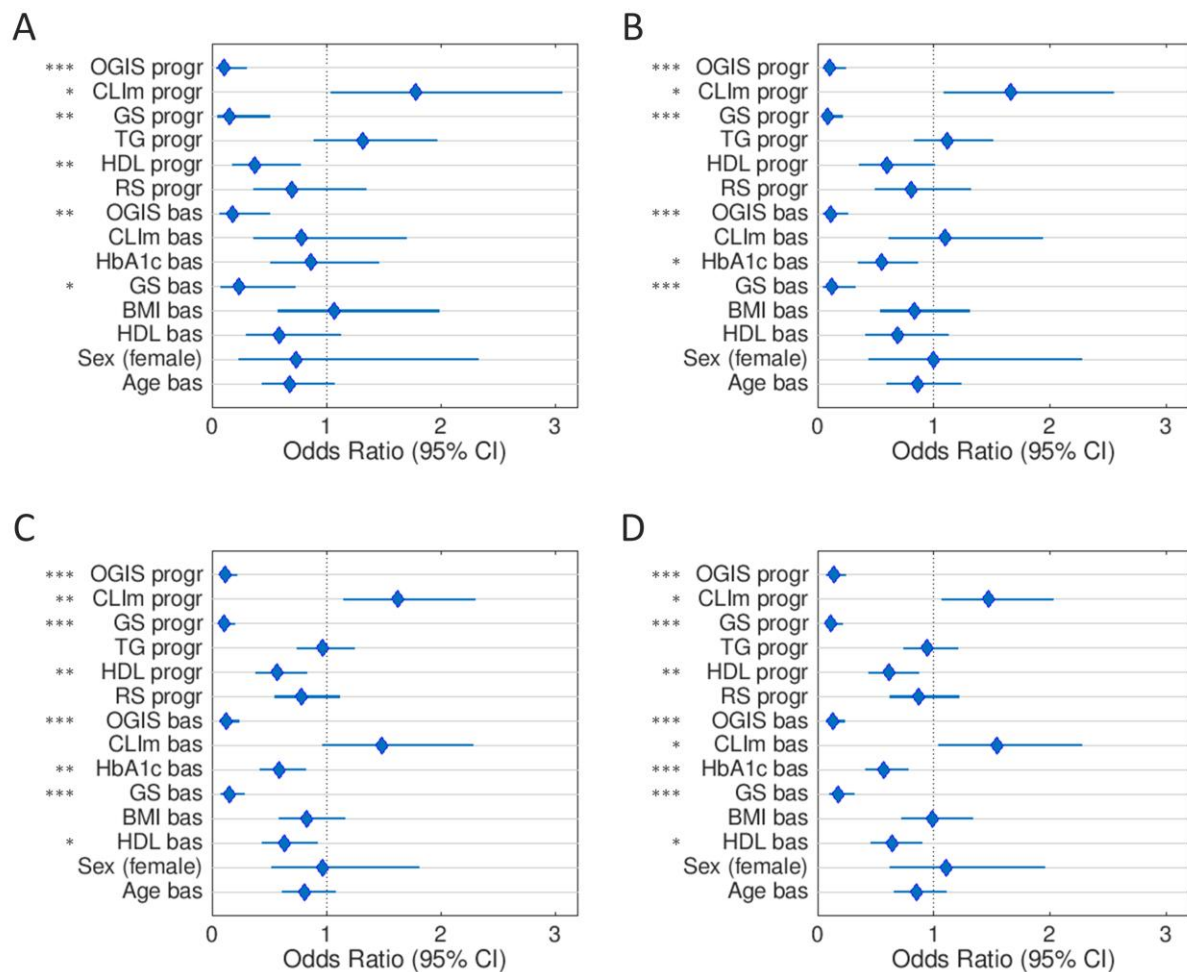 A
*** OGIS progr
* CLIm progr
** GS progr
TG progr
** HDL progr
RS progr
** OGIS bas
CLIm bas
HbA1c bas
* GS bas
BMI bas
HDL bas
Sex (female)
Age bas
0 1 2 3
Odds Ratio (95% CI)
B
*** OGIS progr
* CLIm progr
*** GS progr
TG progr
HDL progr
RS progr
*** OGIS bas
CLIm bas
* HbA1c bas
*** GS bas
BMI bas
HDL bas
Sex (female)
Age bas
0 1 2 3
Odds Ratio (95% CI)
C
*** OGIS progr
** CLIm progr
*** GS progr
TG progr
** HDL progr
RS progr
*** OGIS bas
CLIm bas
** HbA1c bas
*** GS bas
BMI bas
* HDL bas
Sex (female)
Age bas
0 1 2 3
Odds Ratio (95% CI)
D
*** OGIS progr
* CLIm progr
*** GS progr
TG progr
** HDL progr
RS progr
*** OGIS bas
* CLIm bas
*** HbA1c bas
*** GS bas
BMI bas
* HDL bas
Sex (female)
Age bas
0 1 2 3
Odds Ratio (95% CI)